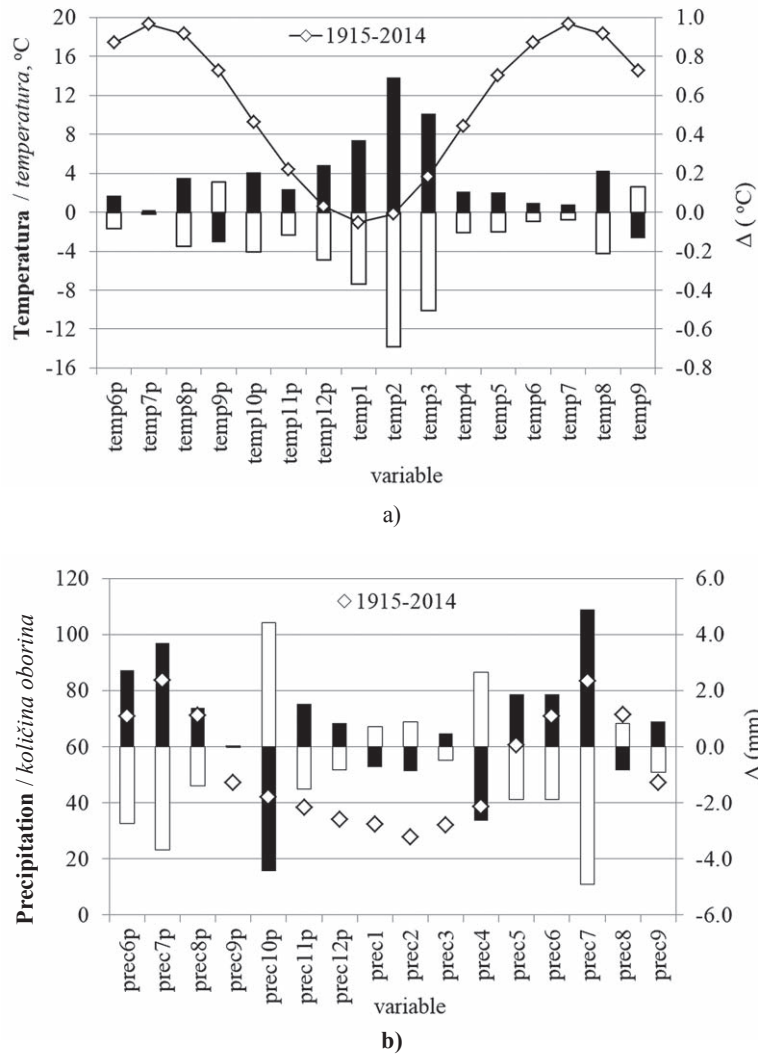 20
16
12
8
4
0
-4
-8
-12
-16
Temperatura / temperatura, °C
1915-2014
1.0
0.8
0.6
0.4
0.2
0.0
-0.2
-0.4
-0.6
-0.8
Δ ( °C)
temp6p
temp7p
temp8p
temp9p
temp10p
temp11p
temp12p
temp1
temp2
temp3
temp4
temp5
temp6
temp7
temp8
temp9
variable
a)
120
100
80
60
40
20
0
Precipitation / količina oborina
1915-2014
6.0
4.0
2.0
0.0
-2.0
-4.0
-6.0
Δ (mm)
prec6p
prec7p
prec8p
prec9p
prec10p
prec11p
prec12p
prec1
prec2
prec3
prec4
prec5
prec6
prec7
prec8
prec9
variable
b)